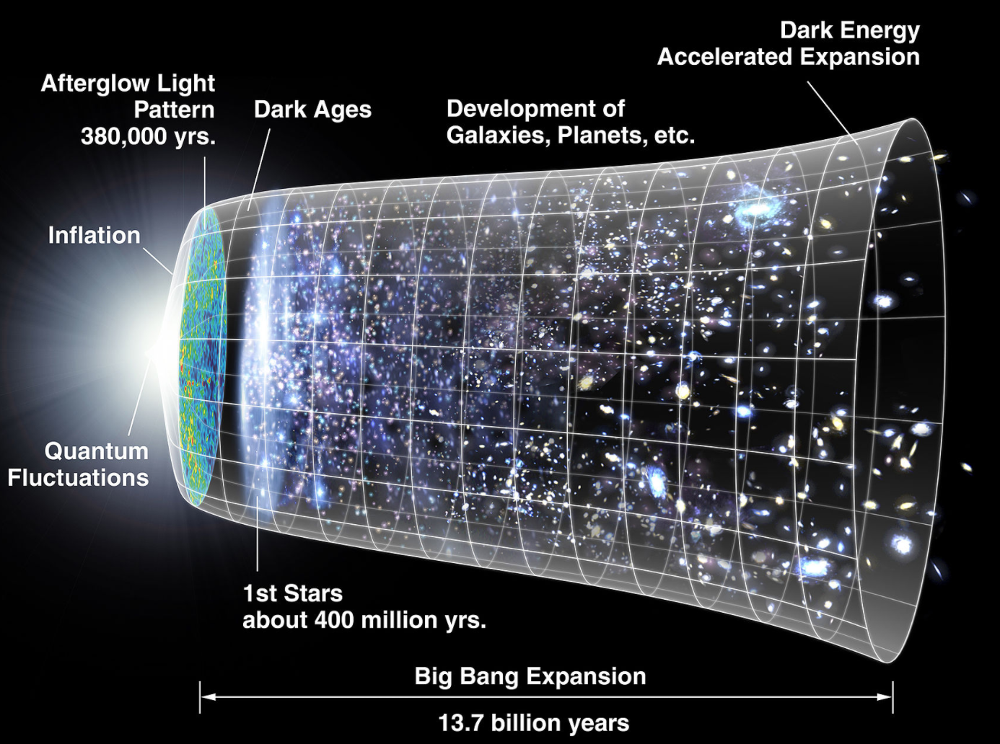 Dark Energy
Accelerated Expansion
Afterglow Light
Pattern
380,000 yrs.
Dark Ages
Development of
Galaxies, Planets, etc.
Inflation
Quantum
Fluctuations
1st Stars
about 400 million yrs.
Big Bang Expansion
13.7 billion years